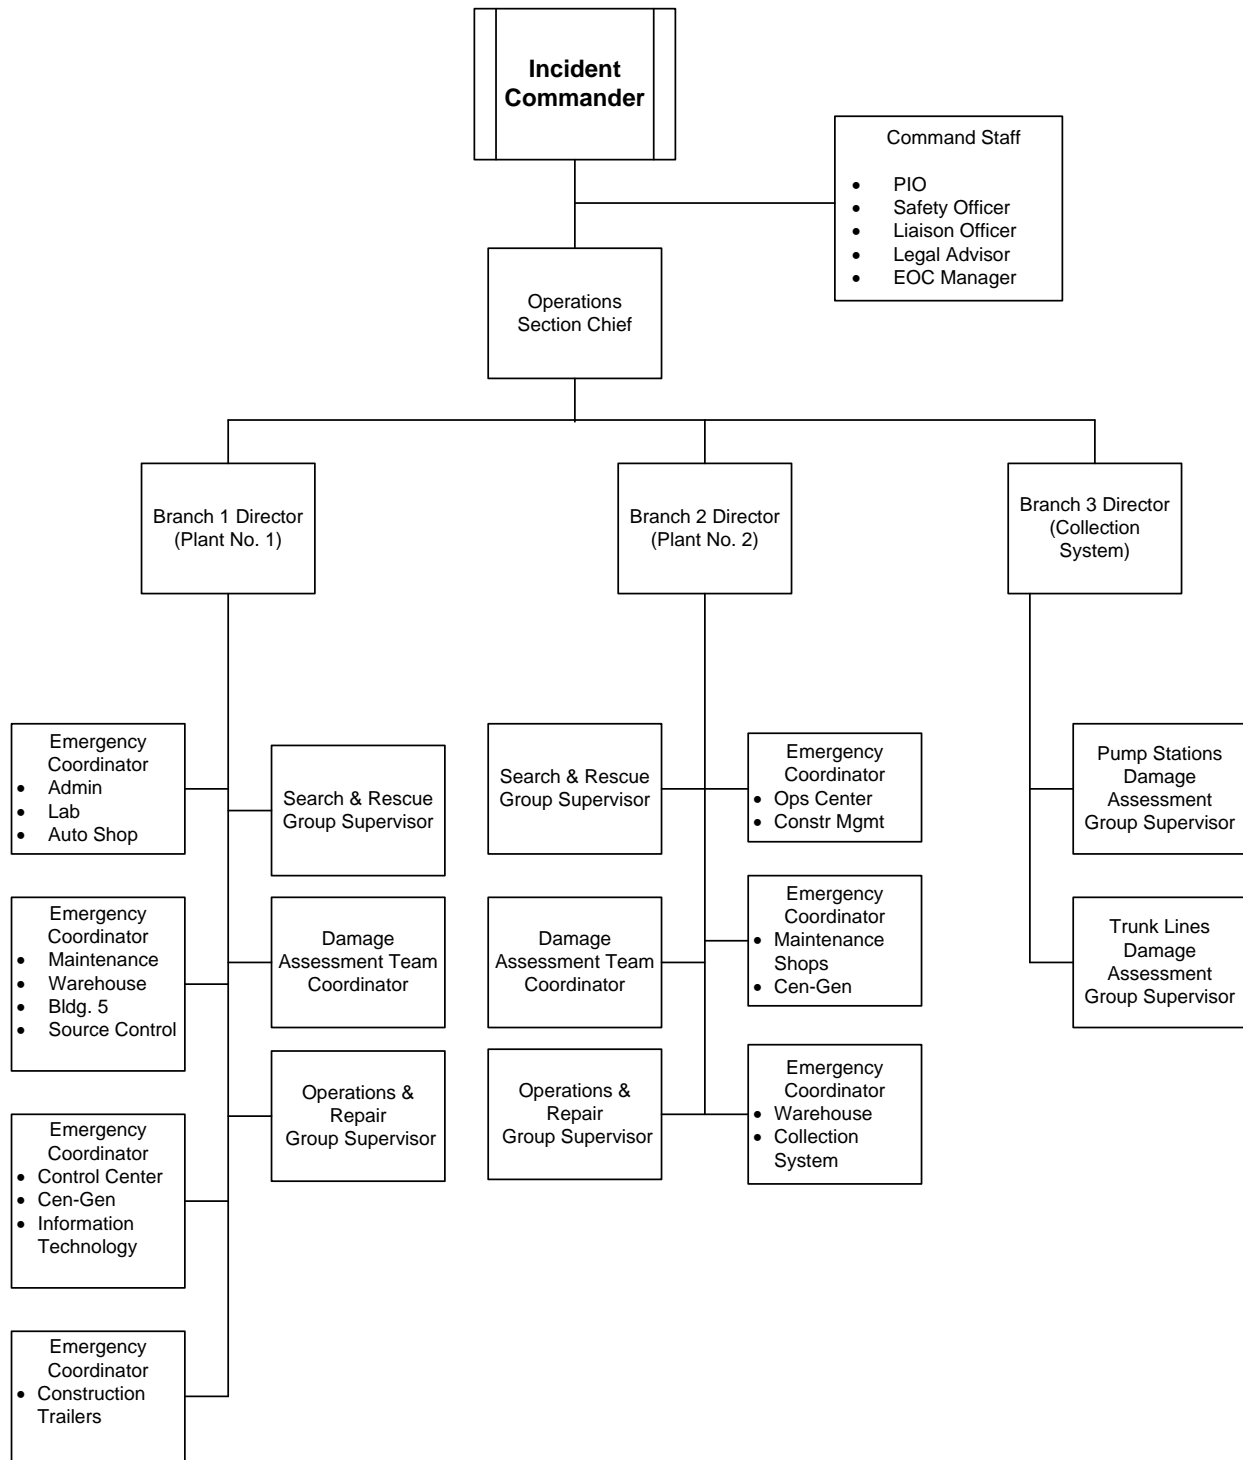 Incident
Commander
Command Staff
• PIO
• Safety Officer
• Liaison Officer
• Legal Advisor
• EOC Manager
Operations
Section Chief
Branch 1 Director
(Plant No. 1)
Branch 2 Director
(Plant No. 2)
Branch 3 Director
(Collection
System)
Emergency
Coordinator
• Admin
• Lab
• Auto Shop
Search & Rescue
Group Supervisor
Search & Rescue
Group Supervisor
Emergency
Coordinator
• Ops Center
• Constr Mgmt
Pump Stations
Damage
Assessment
Group Supervisor
Emergency
Coordinator
• Maintenance
• Warehouse
• Bldg. 5
• Source Control
Damage
Assessment Team
Coordinator
Damage
Assessment Team
Coordinator
Emergency
Coordinator
• Maintenance
Shops
• Cen-Gen
Trunk Lines
Damage
Assessment
Group Supervisor
Emergency
Coordinator
• Control Center
• Cen-Gen
• Information
Technology
Operations &
Repair
Group Supervisor
Operations &
Repair
Group Supervisor
Emergency
Coordinator
• Warehouse
• Collection
System
Emergency
Coordinator
• Construction
Trailers